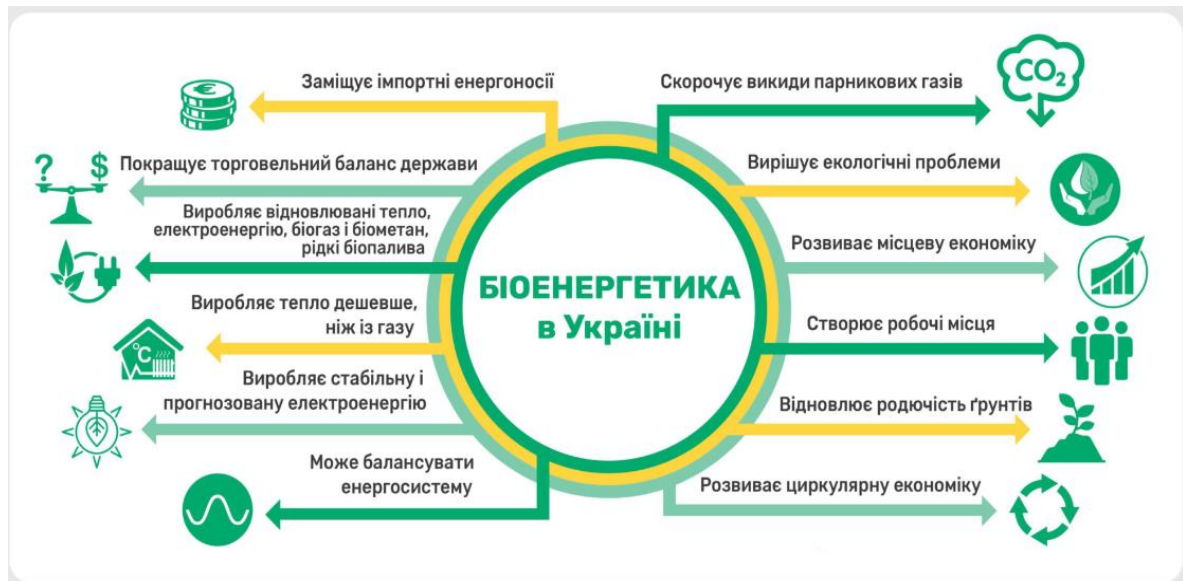 Заміщує імпортні енергоносії
Покращує торговельний баланс держави
Виробляє відновлювані тепло,
електроенергію, біогаз і біометан,
рідкі біопалива
Виробляє тепло дешевше,
ніж із газу
Виробляє стабільну і
прогнозовану електроенергію
Може балансувати
енергосистему
БІОЕНЕРГЕТИКА
в Україні
Скорочує викиди парникових газів
Вирішує екологічні проблеми
Розвиває місцеву економіку
Створює робочі місця
Відновлює родючість ґрунтів
Розвиває циркулярну економіку
€
? $
°C
CO₂